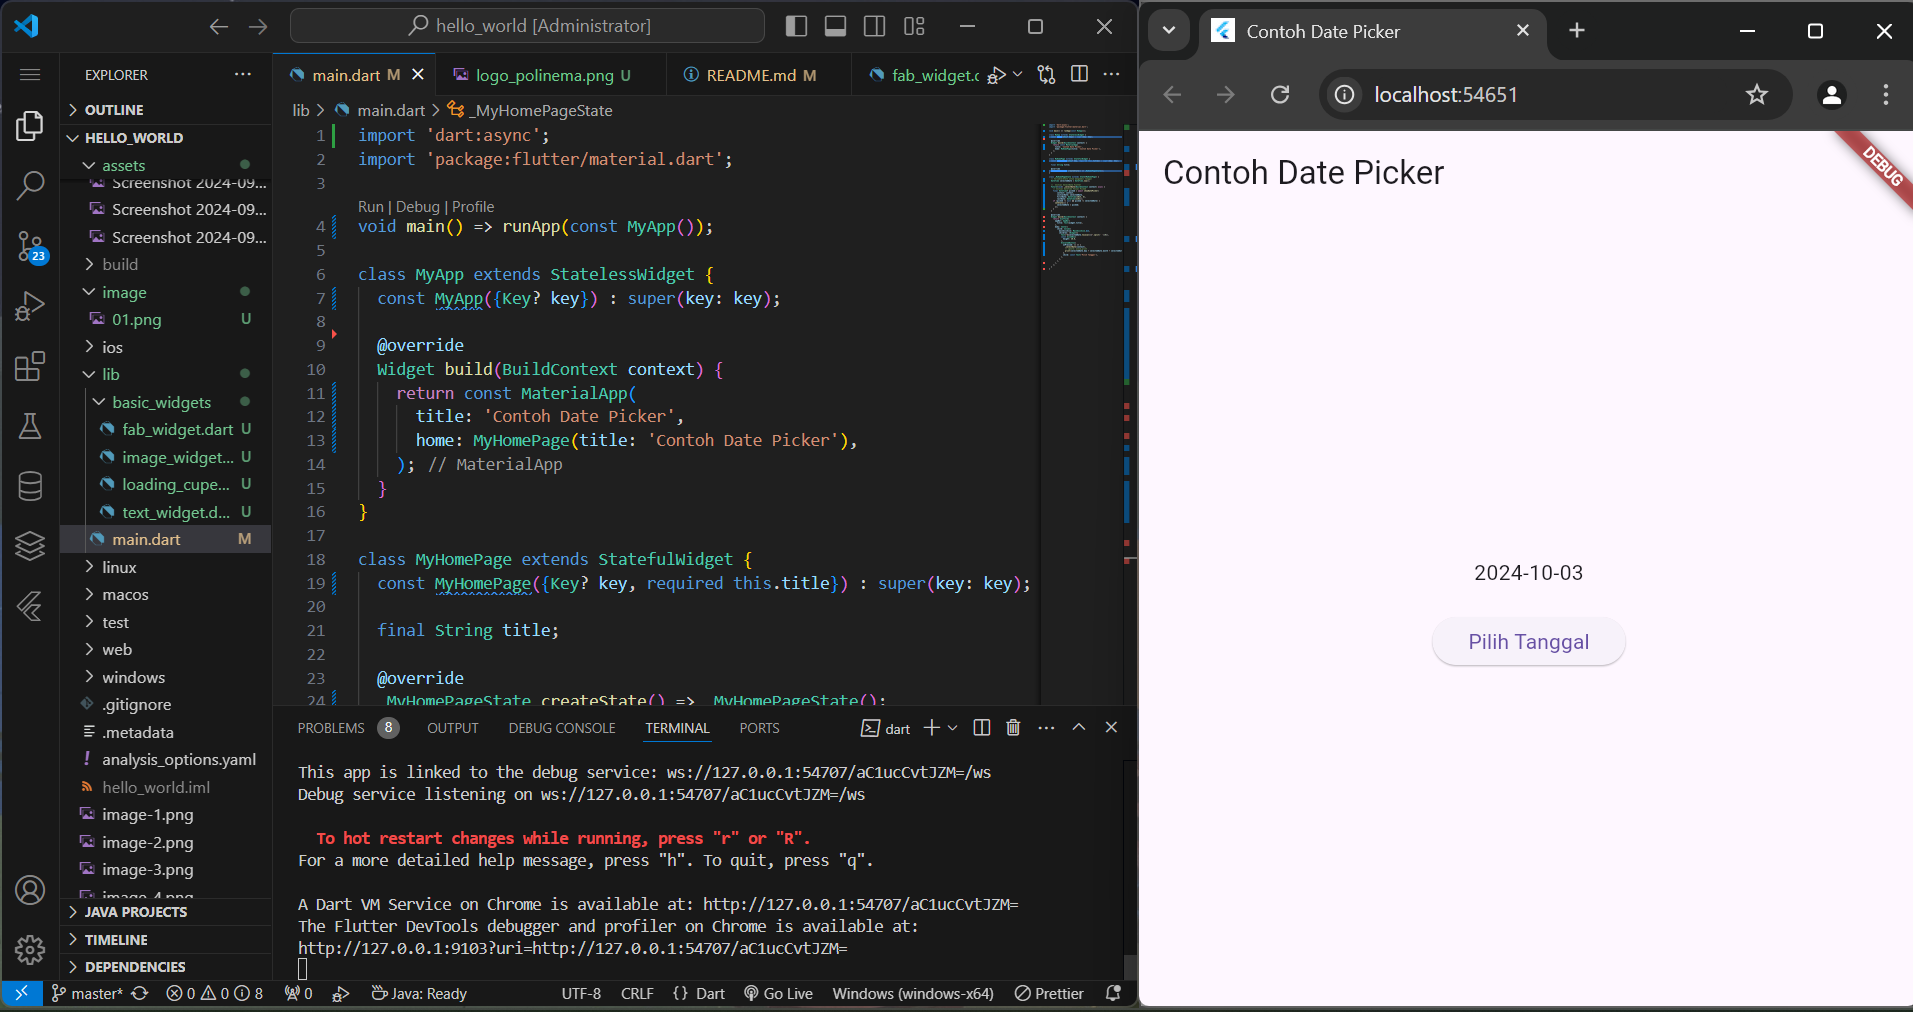 hello_world [Administrator]
EXPLORER
OUTLINE
HELLO_WORLD
assets
Screenshot 2024-09...
Screenshot 2024-09...
Screenshot 2024-09...
build
image
01.png U
ios
lib
basic_widgets
fab_widget.dart U
image_widget... U
loading_cupe... U
text_widget.d... U
main.dart M
linux
macos
test
web
windows
.gitignore
.metadata
analysis_options.yaml
hello_world.iml
image-1.png
image-2.png
image-3.png
image-4.png
JAVA PROJECTS
TIMELINE
DEPENDENCIES
23
main.dart M
logo_polinema.png U
README.md M
fab_widget.c
lib > main.dart > _MyHomePageState
1 import 'dart:async';
2 import 'package:flutter/material.dart';
3
Run | Debug | Profile
4 void main() => runApp(const MyApp());
5
6 class MyApp extends StatelessWidget {
7 const MyApp({Key? key}) : super(key: key);
8
9 @override
10 Widget build(BuildContext context) {
11 return const MaterialApp(
12 title: 'Contoh Date Picker',
13 home: MyHomePage(title: 'Contoh Date Picker'),
14 ); // MaterialApp
15 }
16 }
17
18 class MyHomePage extends StatefulWidget {
19 const MyHomePage({Key? key, required this.title}) : super(key: key);
20
21 final String title;
22
23 @override
24 _MyHomePageState createState() => _MyHomePageState();
PROBLEMS 8 OUTPUT DEBUG CONSOLE TERMINAL PORTS
dart
This app is linked to the debug service: ws://127.0.0.1:54707/aC1ucCvtJZM=/ws
Debug service listening on ws://127.0.0.1:54707/aC1ucCvtJZM=/ws
To hot restart changes while running, press "r" or "R".
For a more detailed help message, press "h". To quit, press "q".
A Dart VM Service on Chrome is available at: http://127.0.0.1:54707/aC1ucCvtJZM=
The Flutter DevTools debugger and profiler on Chrome is available at:
http://127.0.0.1:9103?uri=http://127.0.0.1:54707/aC1ucCvtJZM=
master* 0 0 8 0 Java: Ready UTF-8 CRLF {} Dart Go Live Windows (windows-x64) Prettier
Contoh Date Picker
localhost:54651
Contoh Date Picker
DEBUG
2024-10-03
Pilih Tanggal